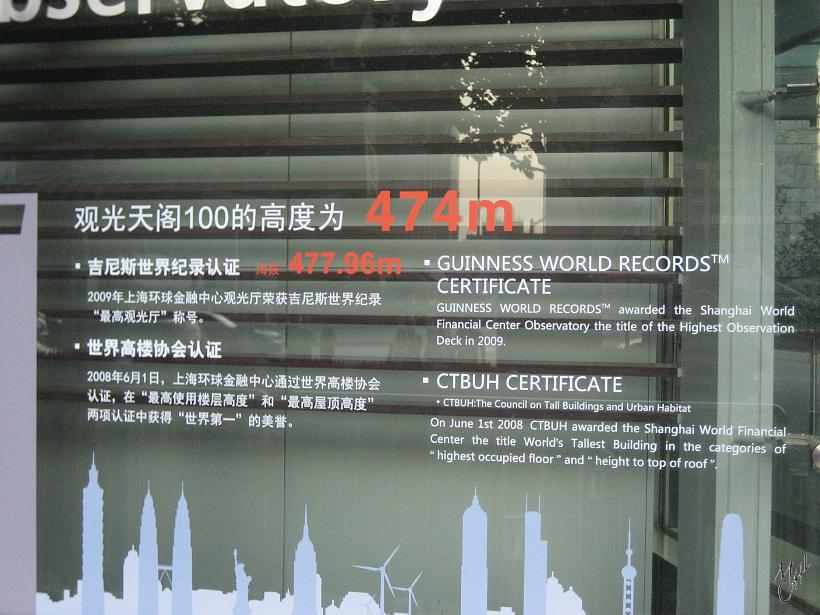 bservatory
观光天阁100的高度为 474m
▪ 吉尼斯世界纪录认证 海拔 477.96m
2009年上海环球金融中心观光厅荣获吉尼斯世界纪录
“最高观光厅”称号。
▪ 世界高楼协会认证
2008年6月1日，上海环球金融中心通过世界高楼协会
认证，在“最高使用楼层高度”和“最高屋顶高度”
两项认证中获得“世界第一”的美誉。
▪ GUINNESS WORLD RECORDS™
CERTIFICATE
GUINNESS WORLD RECORDS™ awarded the Shanghai World
Financial Center Observatory the title of the Highest Observation
Deck in 2009.
▪ CTBUH CERTIFICATE
• CTBUH:The Council on Tall Buildings and Urban Habitat
On June 1st 2008 CTBUH awarded the Shanghai World Financial
Center the title World's Tallest Building in the categories of
“highest occupied floor” and “height to top of roof”.